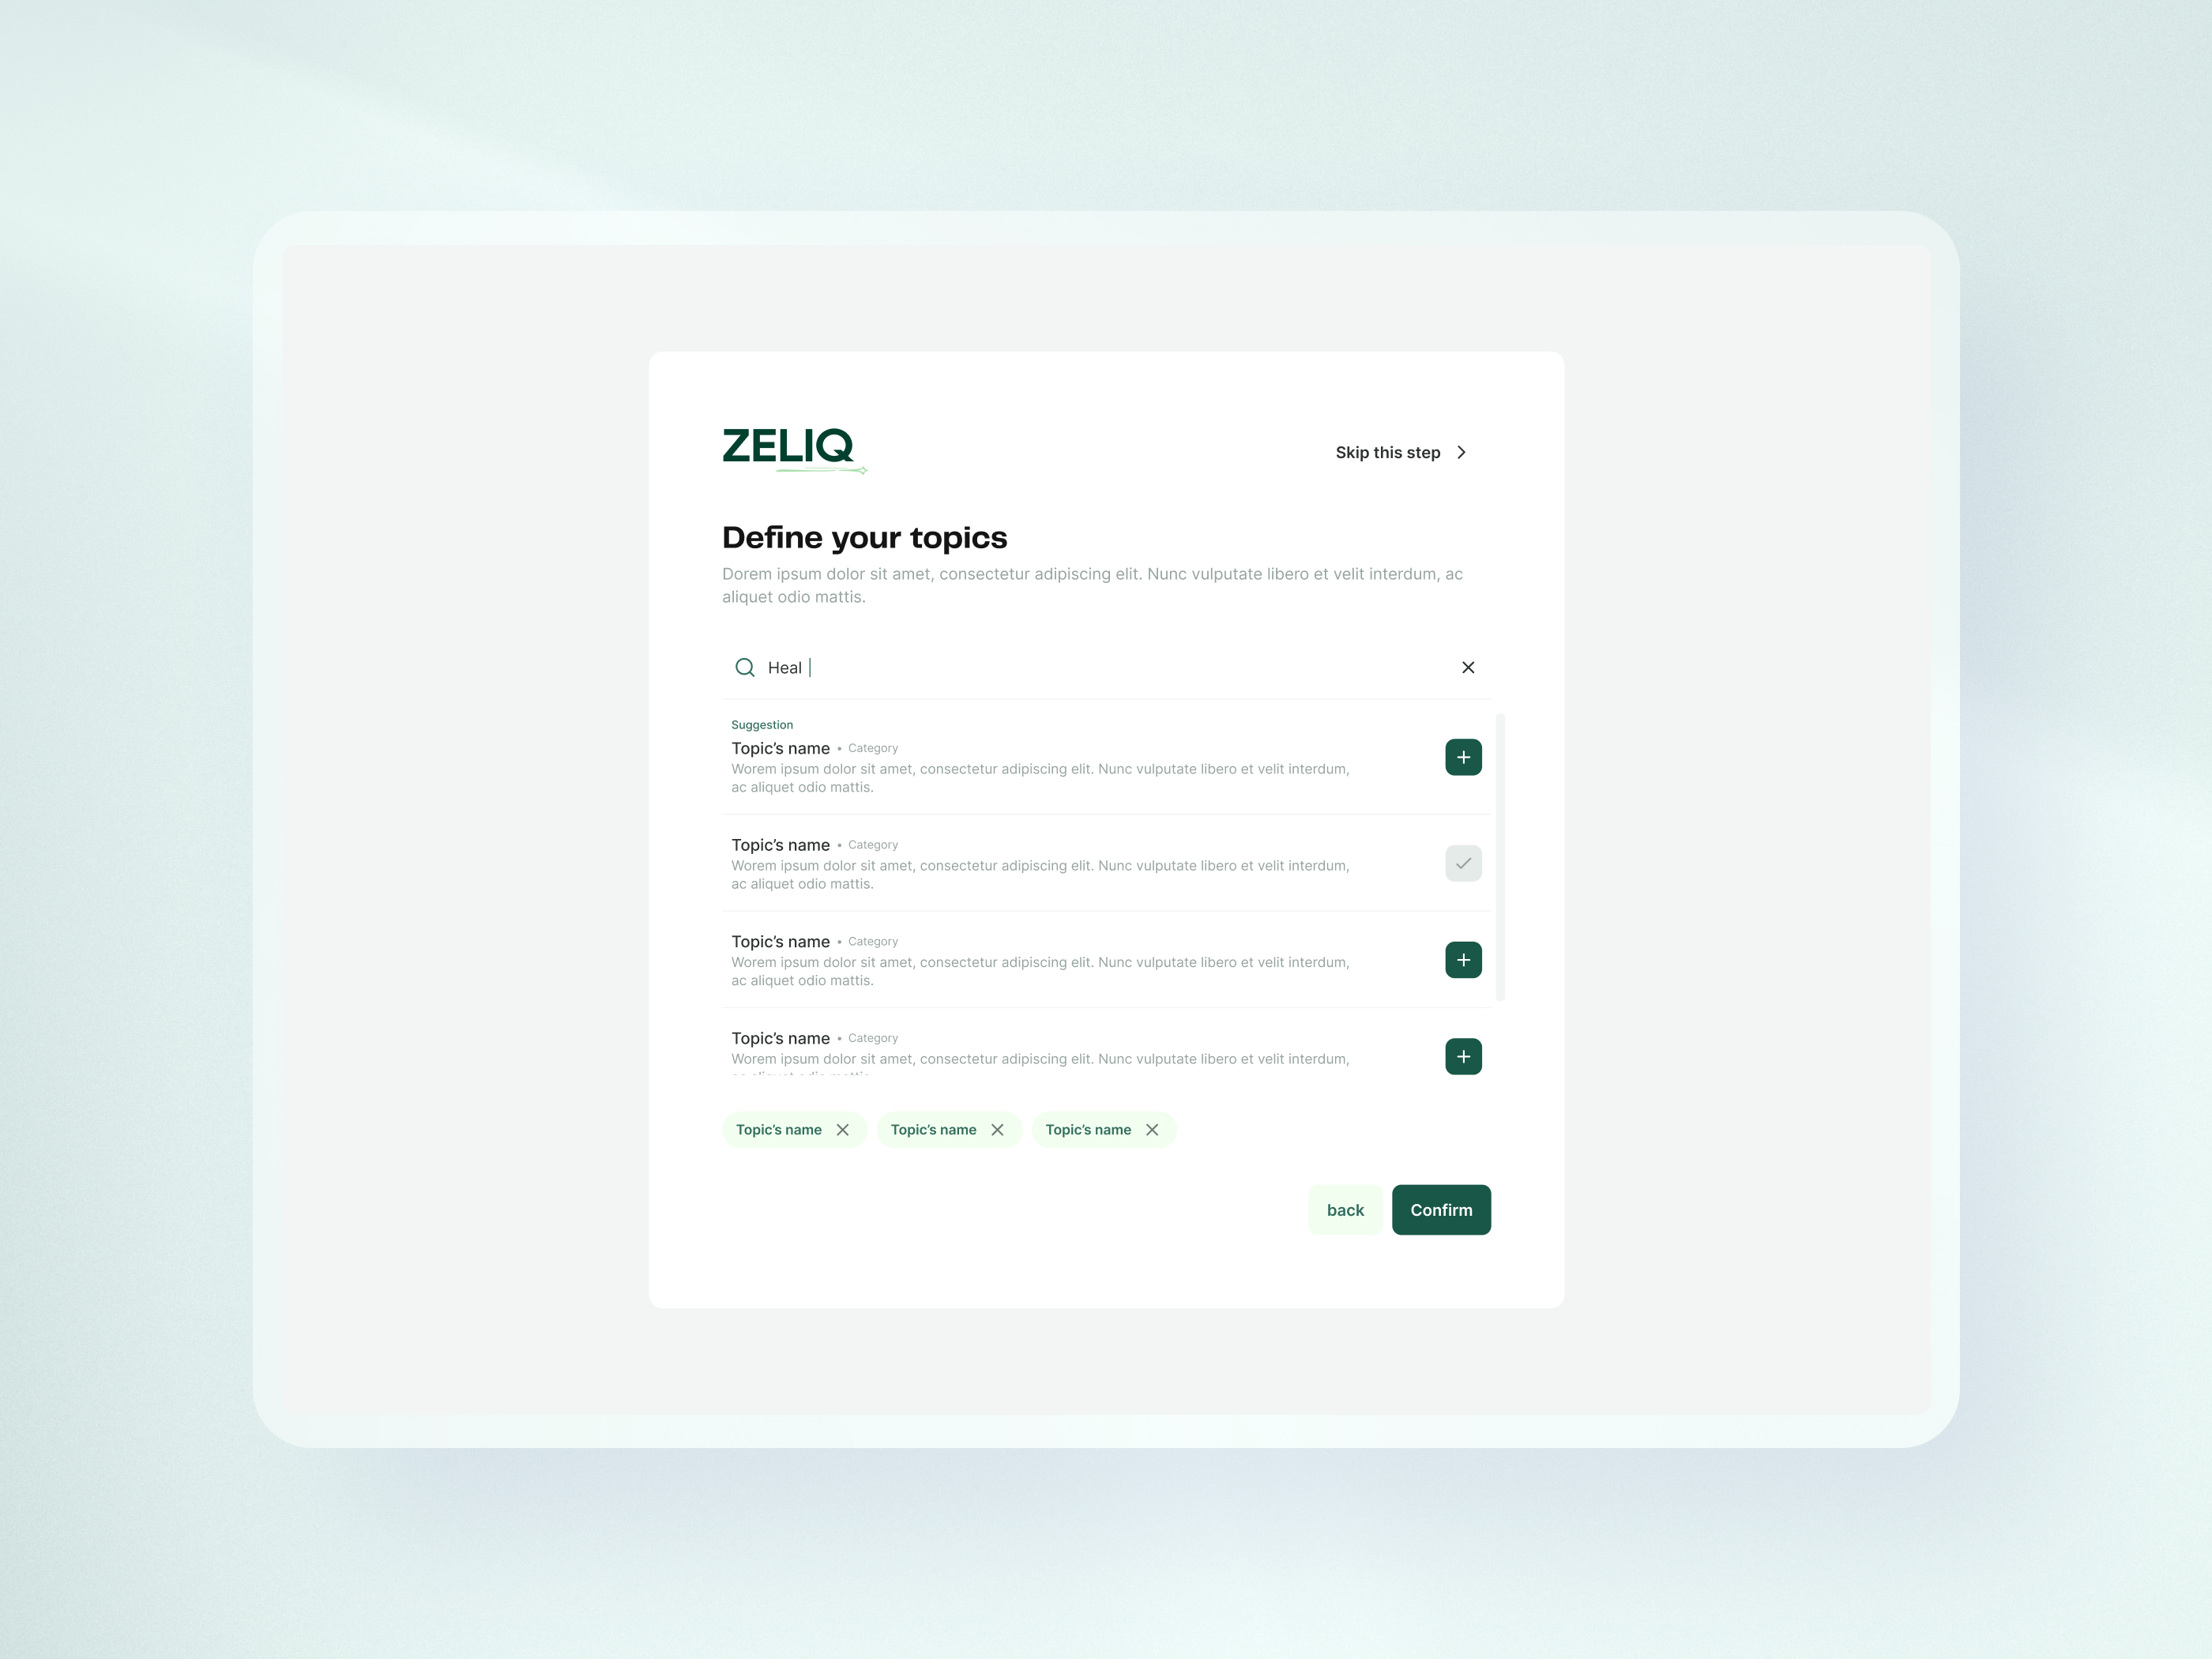 ZELIQ
Skip this step
Define your topics
Dorem ipsum dolor sit amet, consectetur adipiscing elit. Nunc vulputate libero et velit interdum, ac
aliquet odio mattis.
Heal
Suggestion
Topic’s name • Category
Worem ipsum dolor sit amet, consectetur adipiscing elit. Nunc vulputate libero et velit interdum,
ac aliquet odio mattis.
Topic’s name • Category
Worem ipsum dolor sit amet, consectetur adipiscing elit. Nunc vulputate libero et velit interdum,
ac aliquet odio mattis.
Topic’s name • Category
Worem ipsum dolor sit amet, consectetur adipiscing elit. Nunc vulputate libero et velit interdum,
ac aliquet odio mattis.
Topic’s name • Category
Worem ipsum dolor sit amet, consectetur adipiscing elit. Nunc vulputate libero et velit interdum,
Topic’s name Topic’s name Topic’s name
back Confirm